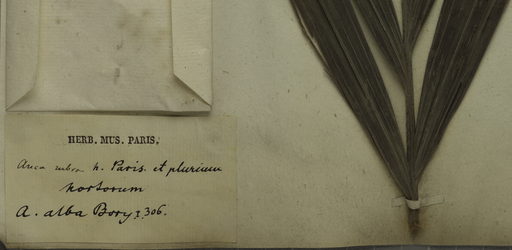 HERB. MUS. PARIS.
Areca rubra h. Paris. et plurium
hortorum
A. alba Bory I. 306.